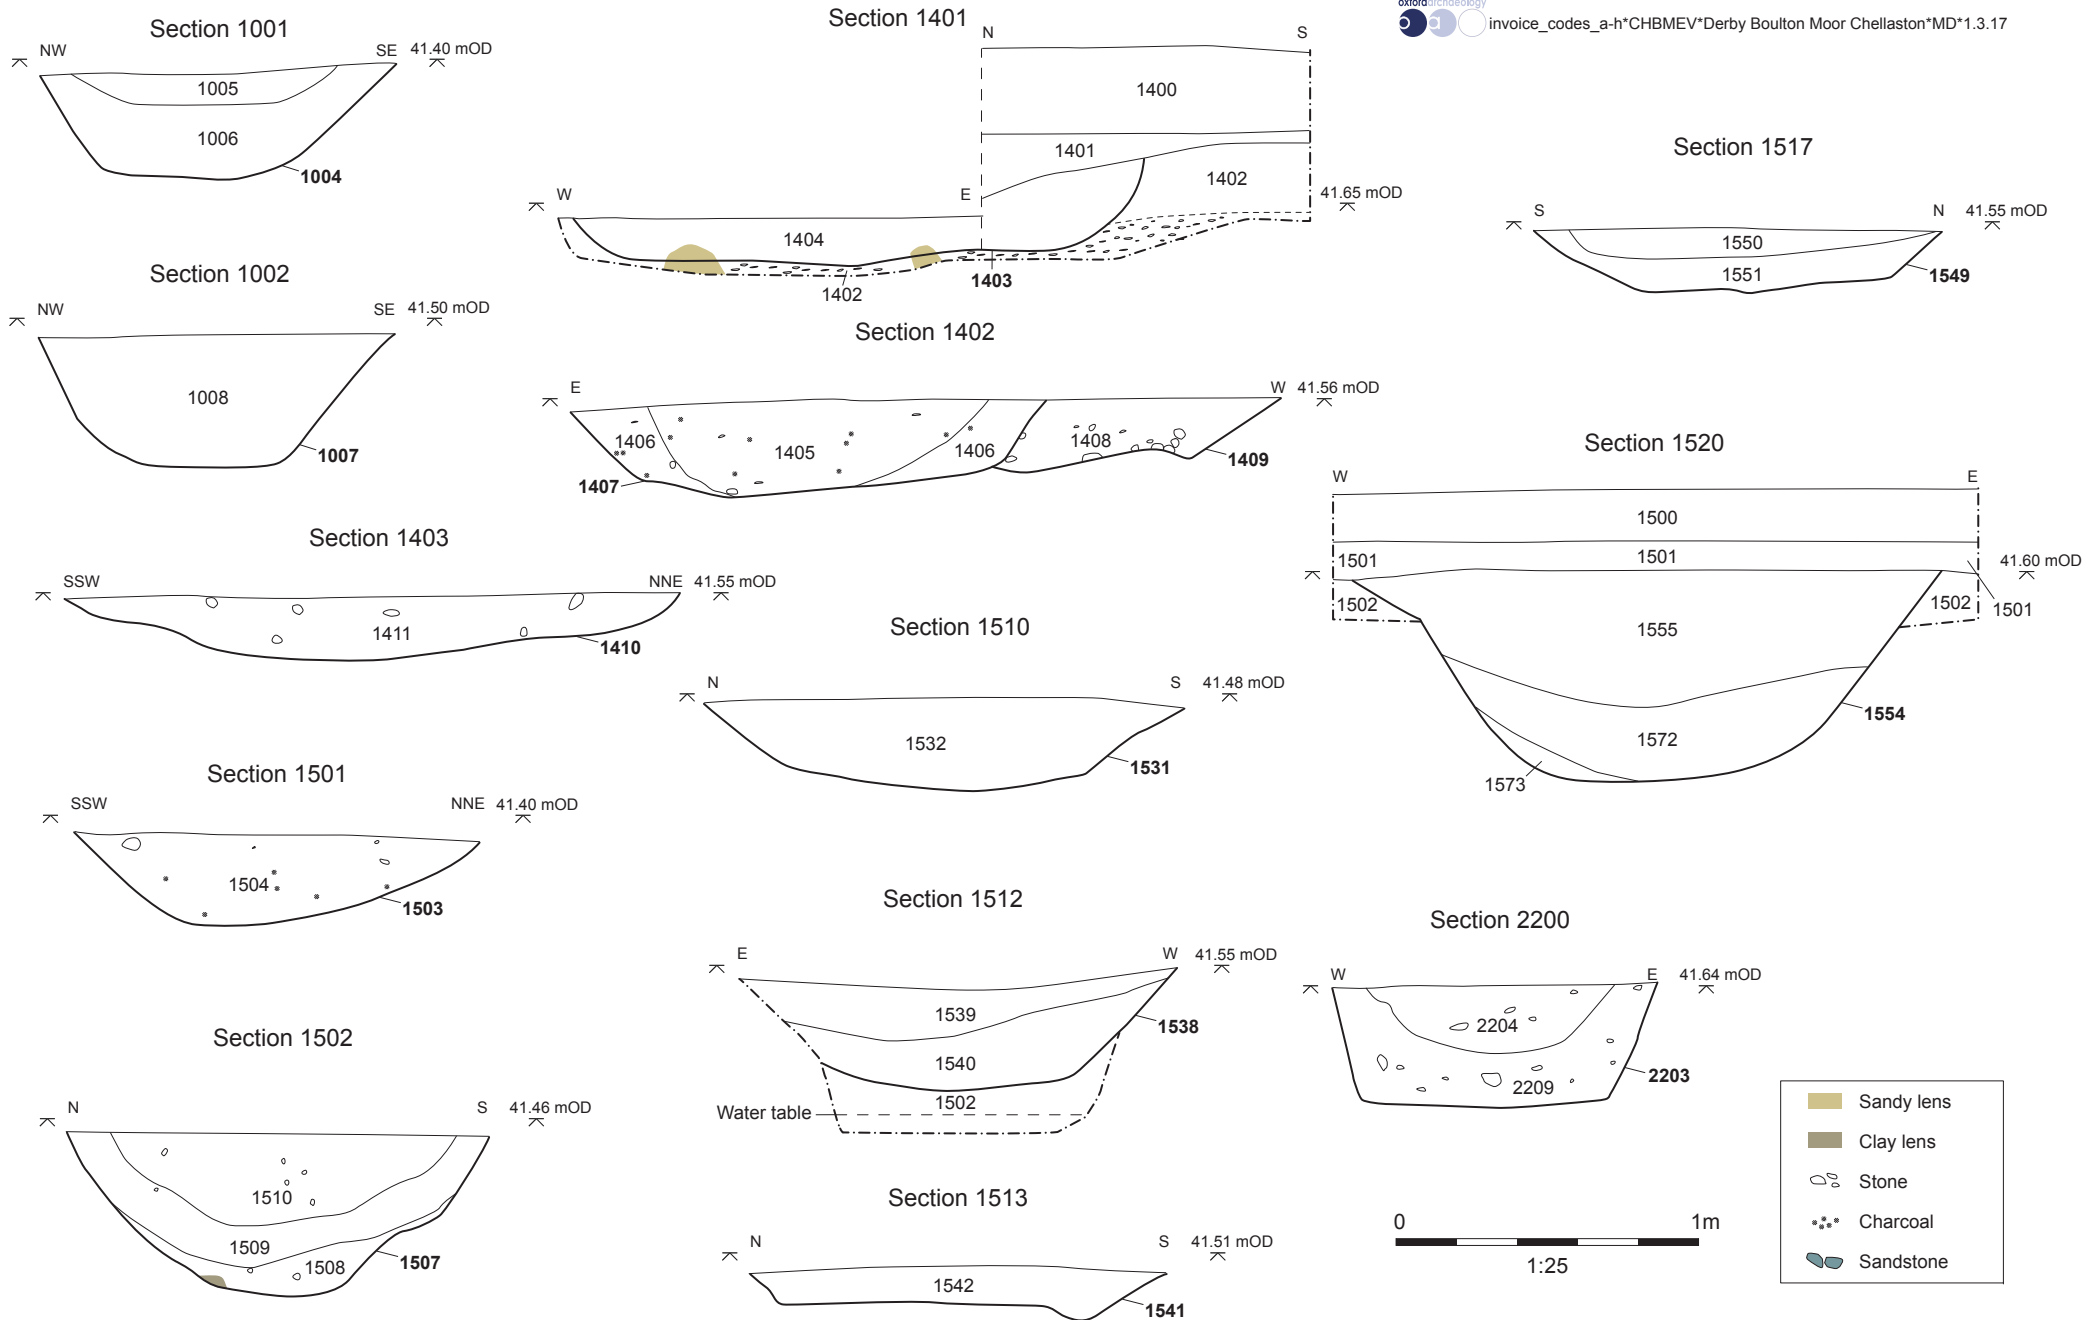 oxfordarchaeology
o a
invoice_codes_a-h*CHBMEV*Derby Boulton Moor Chellaston*MD*1.3.17
Section 1001
NW SE 41.40 mOD
1005
1006
1004
Section 1002
NW SE 41.50 mOD
1008
1007
Section 1401
N S
1400
1401
1402
W E 41.65 mOD
1404
1403
1402
Section 1402
E W 41.56 mOD
1406 1405 1406 1408
1407 1409
Section 1517
S N 41.55 mOD
1550
1551
1549
Section 1403
SSW NNE 41.55 mOD
1411
1410
Section 1520
W E
1500
1501 1501
41.60 mOD
1502 1502 1501
1555
1554
1572
1573
Section 1510
N S 41.48 mOD
1532
1531
Section 1501
SSW NNE 41.40 mOD
1504
1503
Section 1512
E W 41.55 mOD
1539
1538
1540
1502
Water table
Section 2200
W E 41.64 mOD
2204
2203
2209
Section 1502
N S 41.46 mOD
1510
1509
1508
1507
Section 1513
N S 41.51 mOD
1542
1541
0 1m
1:25
Sandy lens
Clay lens
Stone
Charcoal
Sandstone